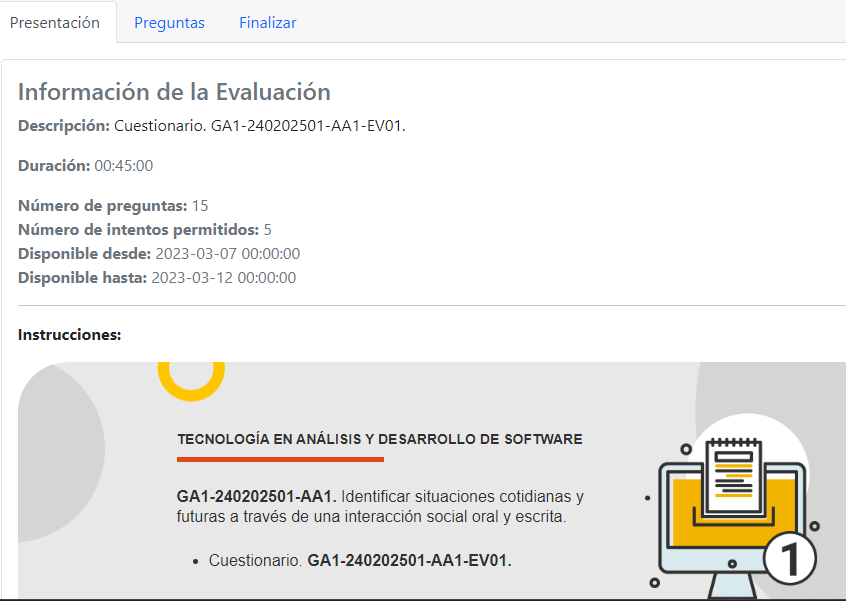 Presentación Preguntas Finalizar
Información de la Evaluación
Descripción: Cuestionario. GA1-240202501-AA1-EV01.
Duración: 00:45:00
Número de preguntas: 15
Número de intentos permitidos: 5
Disponible desde: 2023-03-07 00:00:00
Disponible hasta: 2023-03-12 00:00:00
Instrucciones:
TECNOLOGÍA EN ANÁLISIS Y DESARROLLO DE SOFTWARE
GA1-240202501-AA1. Identificar situaciones cotidianas y
futuras a través de una interacción social oral y escrita.
• Cuestionario. GA1-240202501-AA1-EV01.
1